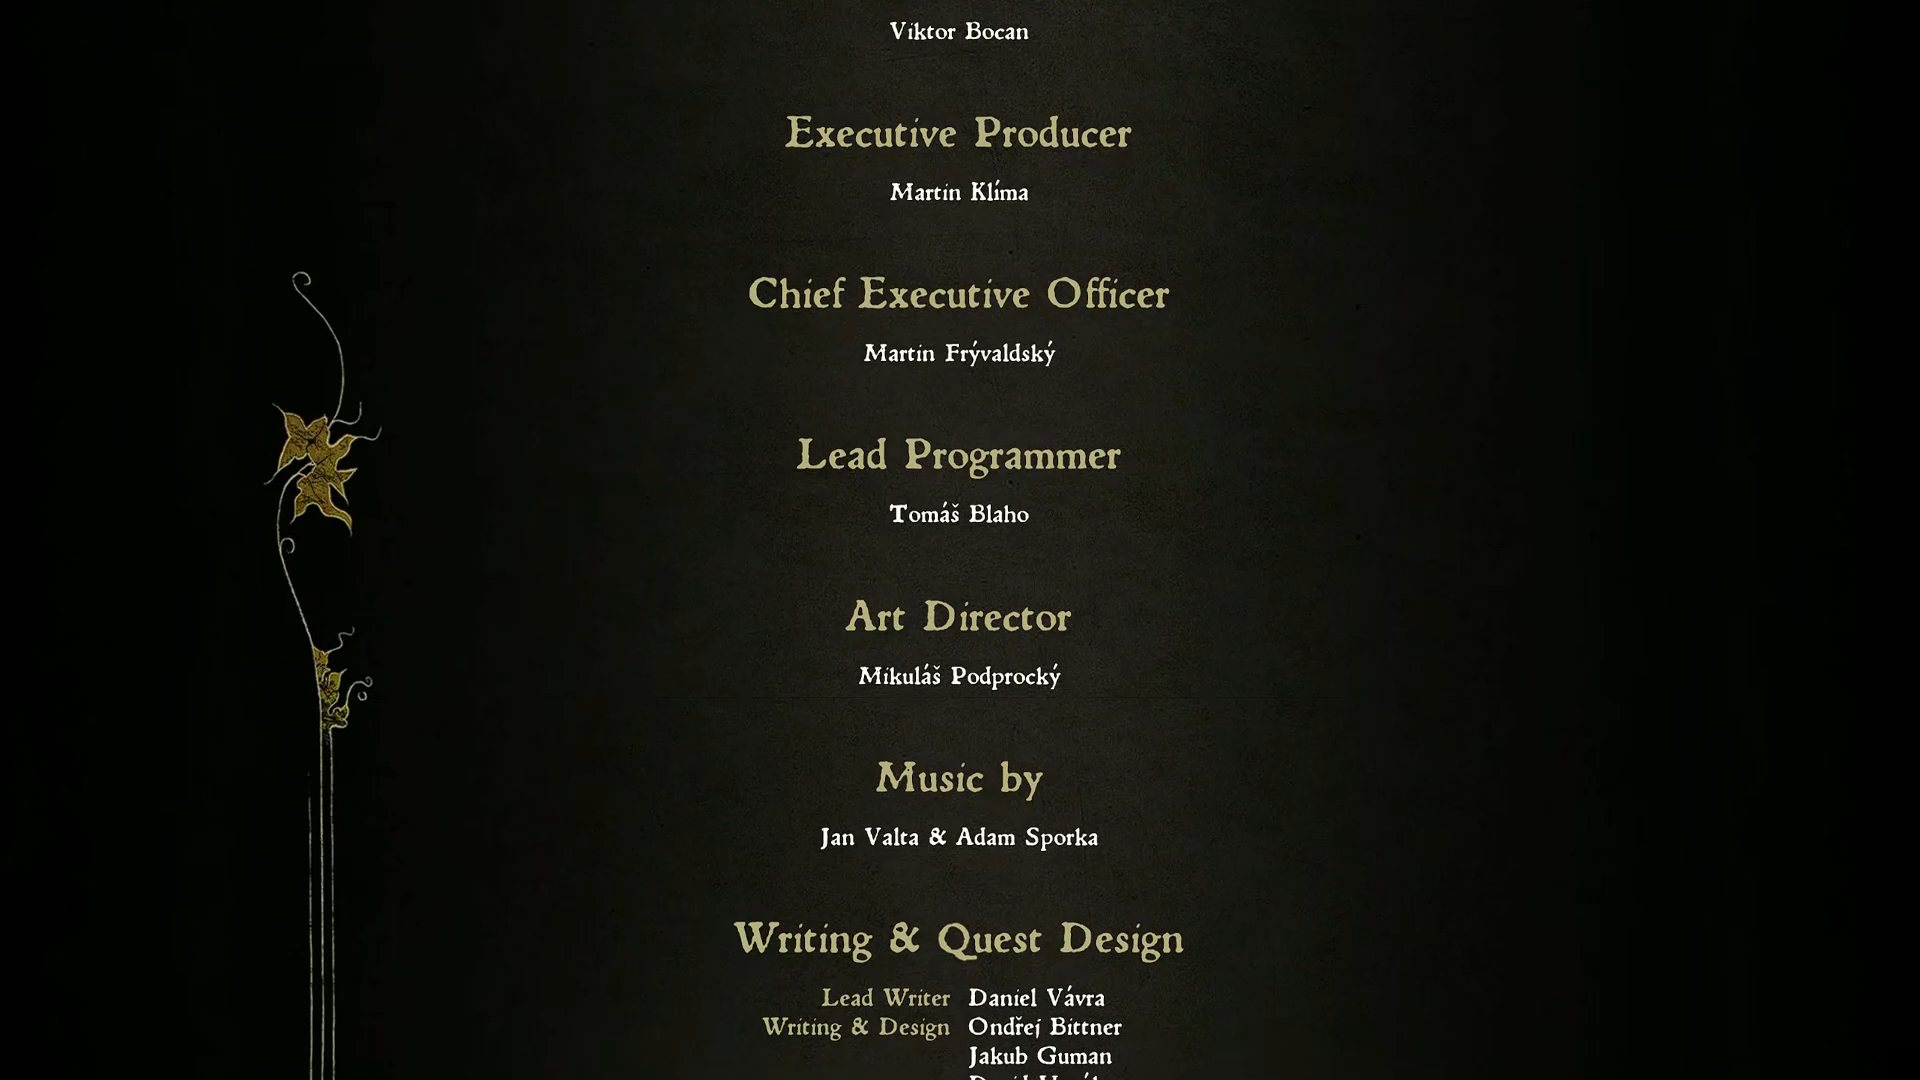 Viktor Bocan
Executive Producer
Martin Klíma
Chief Executive Officer
Martin Frývaldský
Lead Programmer
Tomáš Blaho
Art Director
Mikuláš Podprocký
Music by
Jan Valta & Adam Sporka
Writing & Quest Design
Lead Writer Daniel Vávra
Writing & Design Ondřej Bittner
Jakub Guman